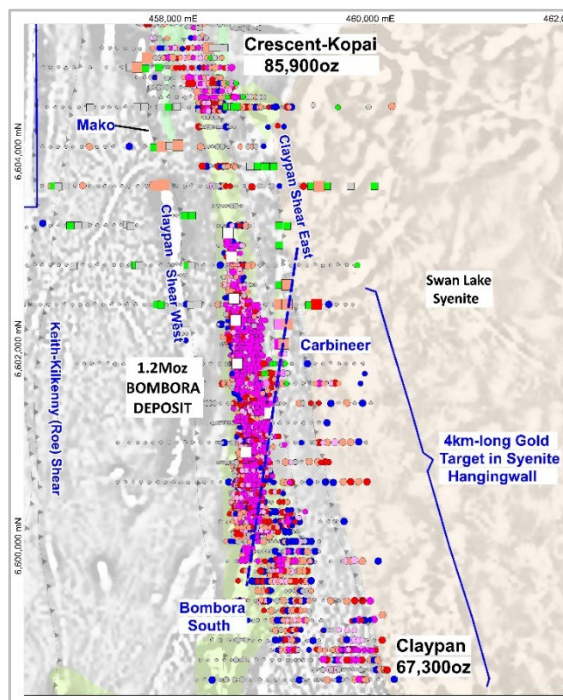 458,000 mE
460,000 mE
462,0
Crescent-Kopai
85,900oz
Mako
6,604,000 mN
Claypan Shear East
Claypan
Shear West
Swan Lake
Syenite
Keith-Kilkenny (Roe) Shear
6,602,000 mN
Carbineer
1.2Moz
BOMBORA
DEPOSIT
4km-long Gold
Target in Syenite
Hangingwall
6,600,000 mN
Bombora
South
Claypan
67,300oz